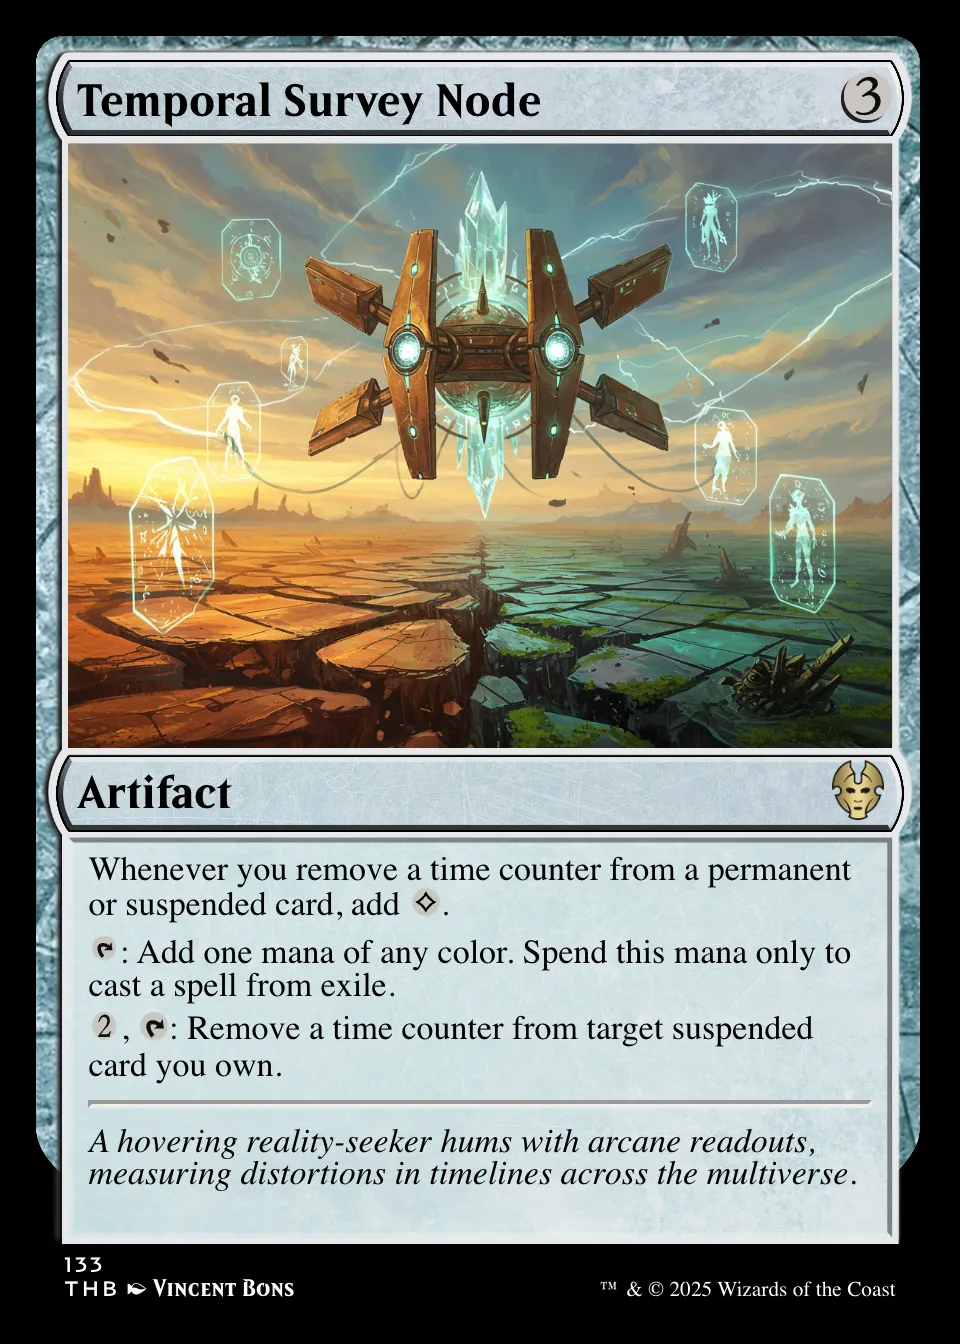 Temporal Survey Node 3
Artifact
Whenever you remove a time counter from a permanent
or suspended card, add .
: Add one mana of any color. Spend this mana only to
cast a spell from exile.
2, : Remove a time counter from target suspended
card you own.
A hovering reality-seeker hums with arcane readouts,
measuring distortions in timelines across the multiverse.
133
THB VINCENT BONS
™ & © 2025 Wizards of the Coast